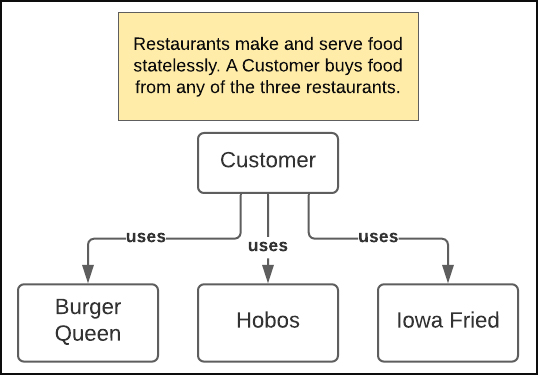 Restaurants make and serve food
statelessly. A Customer buys food
from any of the three restaurants.
Customer
uses
uses
uses
Burger
Queen
Hobos
Iowa Fried